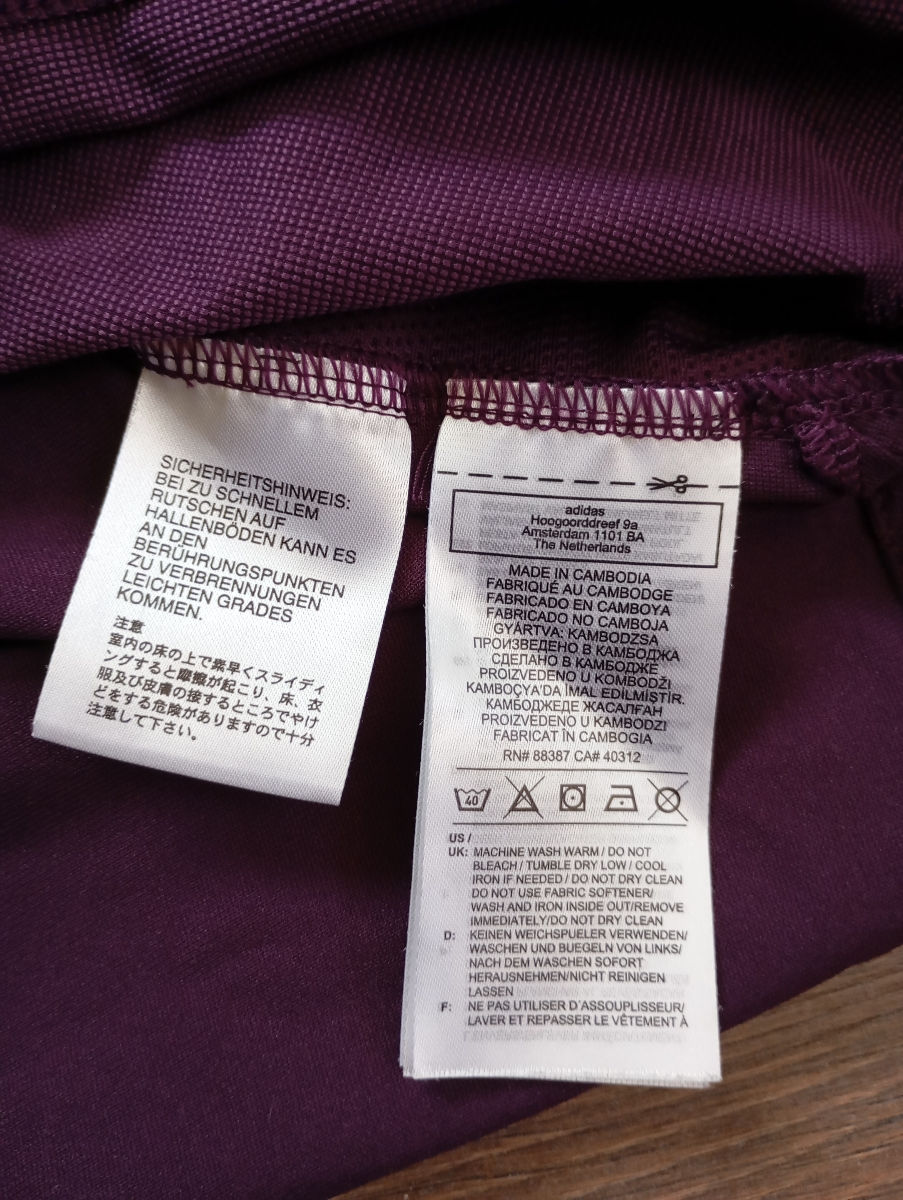 SICHERHEITSHINWEIS:
BEI ZU SCHNELLEM
RUTSCHEN AUF
HALLENBÖDEN KANN ES
AN DEN
BERÜHRUNGSPUNKTEN
ZU VERBRENNUNGEN
LEICHTEN GRADES
KOMMEN.
注意
室内の床の上で素早くスライディ
ングすると摩擦が起こり、床、衣
服及び皮膚の接するところでやけ
どをする危険がありますので十分
注意して下さい。
adidas
Hoogoorddreef 9a
Amsterdam 1101 BA
The Netherlands
MADE IN CAMBODIA
FABRIQUÉ AU CAMBODGE
FABRICADO EN CAMBOYA
FABRICADO NO CAMBOJA
GYÁRTVA: KAMBODZSA
ПРОИЗВЕДЕНО В КАМБОДЖА
СДЕЛАНО В КАМБОДЖЕ
PROIZVEDENO U KOMBODŽI
KAMBOÇYA'DA İMAL EDİLMİŞTİR.
КАМБОДЖЕДЕ ЖАСАЛҒАН
PROIZVEDENO U KAMBODZI
FABRICAT ÎN CAMBOGIA
RN# 88387 CA# 40312
40
US /
UK: MACHINE WASH WARM / DO NOT
BLEACH / TUMBLE DRY LOW / COOL
IRON IF NEEDED / DO NOT DRY CLEAN
DO NOT USE FABRIC SOFTENER/
WASH AND IRON INSIDE OUT/REMOVE
IMMEDIATELY/DO NOT DRY CLEAN
D: KEINEN WEICHSPUELER VERWENDEN/
WASCHEN UND BUEGELN VON LINKS/
NACH DEM WASCHEN SOFORT
HERAUSNEHMEN/NICHT REINIGEN
LASSEN
F: NE PAS UTILISER D'ASSOUPLISSEUR/
LAVER ET REPASSER LE VÊTEMENT À